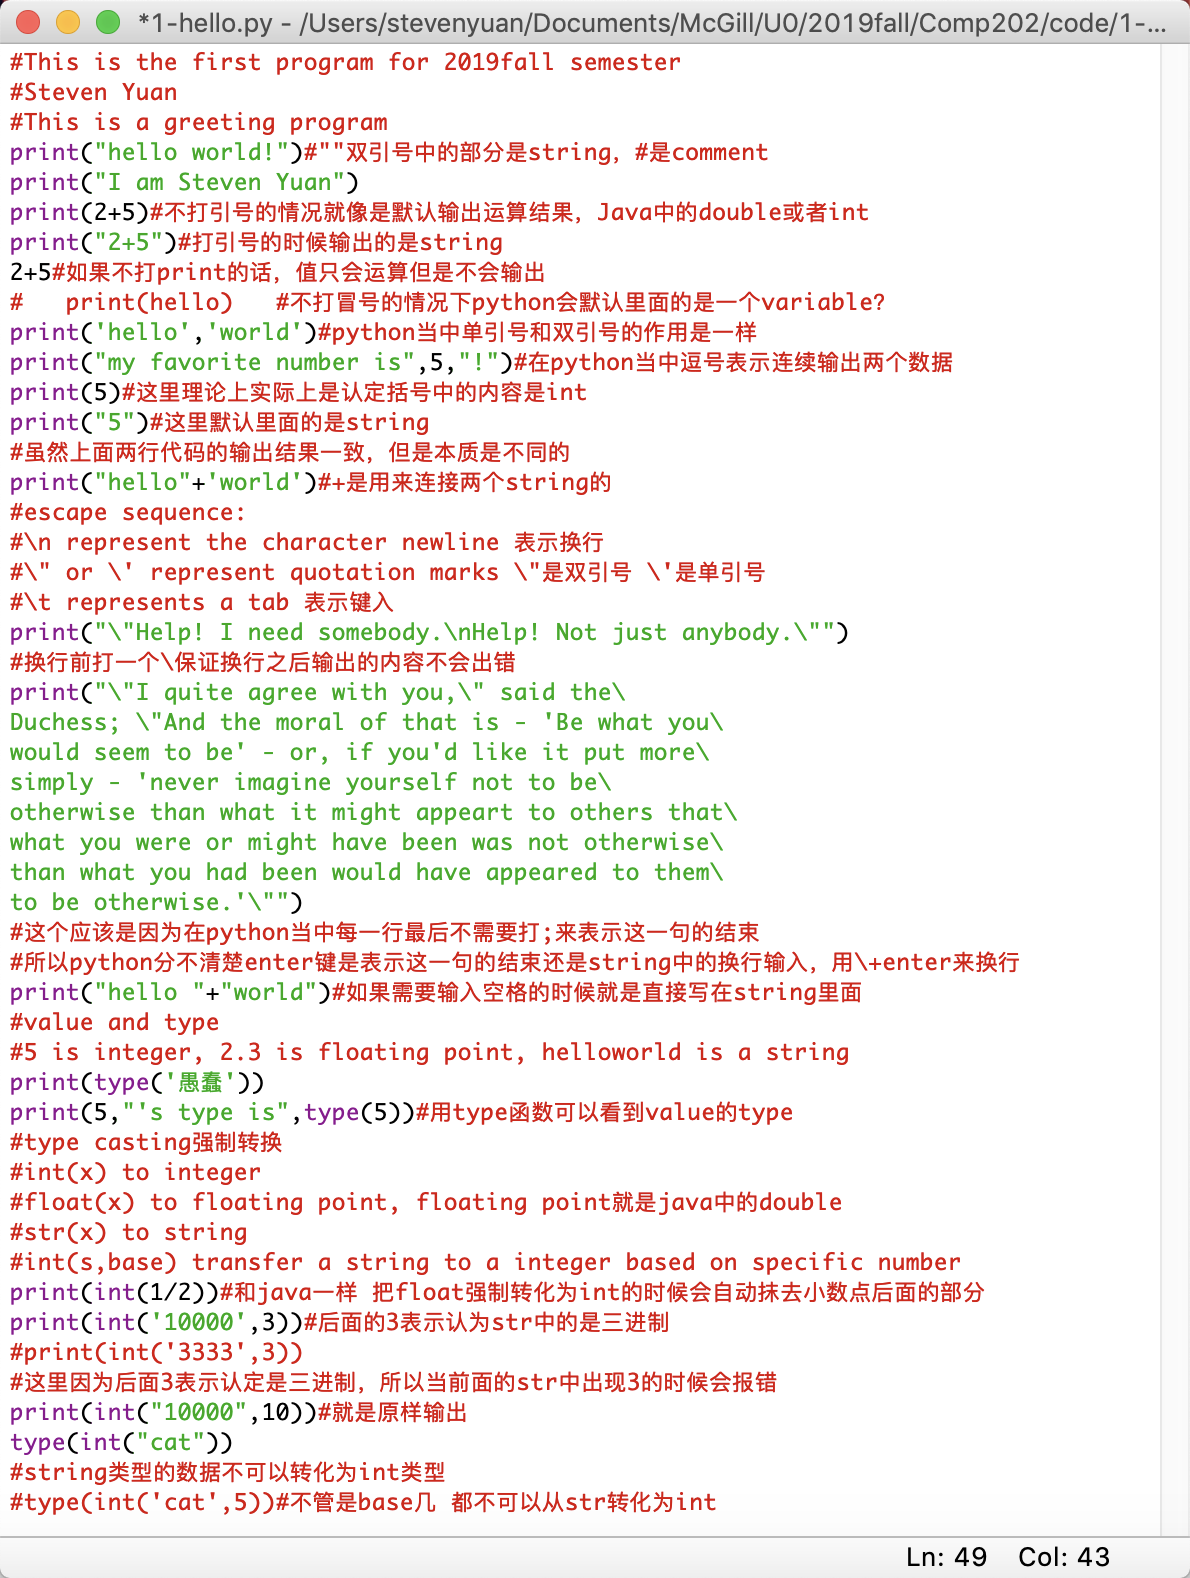 *1-hello.py - /Users/stevenyuan/Documents/McGill/U0/2019fall/Comp202/code/1-...
#This is the first program for 2019fall semester
#Steven Yuan
#This is a greeting program
print("hello world!")#""双引号中的部分是string，#是comment
print("I am Steven Yuan")
print(2+5)#不打引号的情况就像是默认输出运算结果，Java中的double或者int
print("2+5")#打引号的时候输出的是string
2+5#如果不打print的话，值只会运算但是不会输出
#   print(hello)   #不打冒号的情况下python会默认里面的是一个variable?
print('hello','world')#python当中单引号和双引号的作用是一样
print("my favorite number is",5,"!")#在python当中逗号表示连续输出两个数据
print(5)#这里理论上实际上是认定括号中的内容是int
print("5")#这里默认里面的是string
#虽然上面两行代码的输出结果一致，但是本质是不同的
print("hello"+'world')#+是用来连接两个string的
#escape sequence:
#\n represent the character newline 表示换行
#\" or \' represent quotation marks \"是双引号 \'是单引号
#\t represents a tab 表示键入
print("\"Help! I need somebody.\nHelp! Not just anybody.\"")
#换行前打一个\保证换行之后输出的内容不会出错
print("\"I quite agree with you,\" said the\
Duchess; \"And the moral of that is - 'Be what you\
would seem to be' - or, if you'd like it put more\
simply - 'never imagine yourself not to be\
otherwise than what it might appeart to others that\
what you were or might have been was not otherwise\
than what you had been would have appeared to them\
to be otherwise.'\"")
#这个应该是因为在python当中每一行最后不需要打;来表示这一句的结束
#所以python分不清楚enter键是表示这一句的结束还是string中的换行输入，用\+enter来换行
print("hello "+"world")#如果需要输入空格的时候就是直接写在string里面
#value and type
#5 is integer, 2.3 is floating point, helloworld is a string
print(type('愚蠢'))
print(5,"'s type is",type(5))#用type函数可以看到value的type
#type casting强制转换
#int(x) to integer
#float(x) to floating point, floating point就是java中的double
#str(x) to string
#int(s,base) transfer a string to a integer based on specific number
print(int(1/2))#和java一样 把float强制转化为int的时候会自动抹去小数点后面的部分
print(int('10000',3))#后面的3表示认为str中的是三进制
#print(int('3333',3))
#这里因为后面3表示认定是三进制，所以当前面的str中出现3的时候会报错
print(int("10000",10))#就是原样输出
type(int("cat"))
#string类型的数据不可以转化为int类型
#type(int('cat',5))#不管是base几 都不可以从str转化为int
Ln: 49 Col: 43